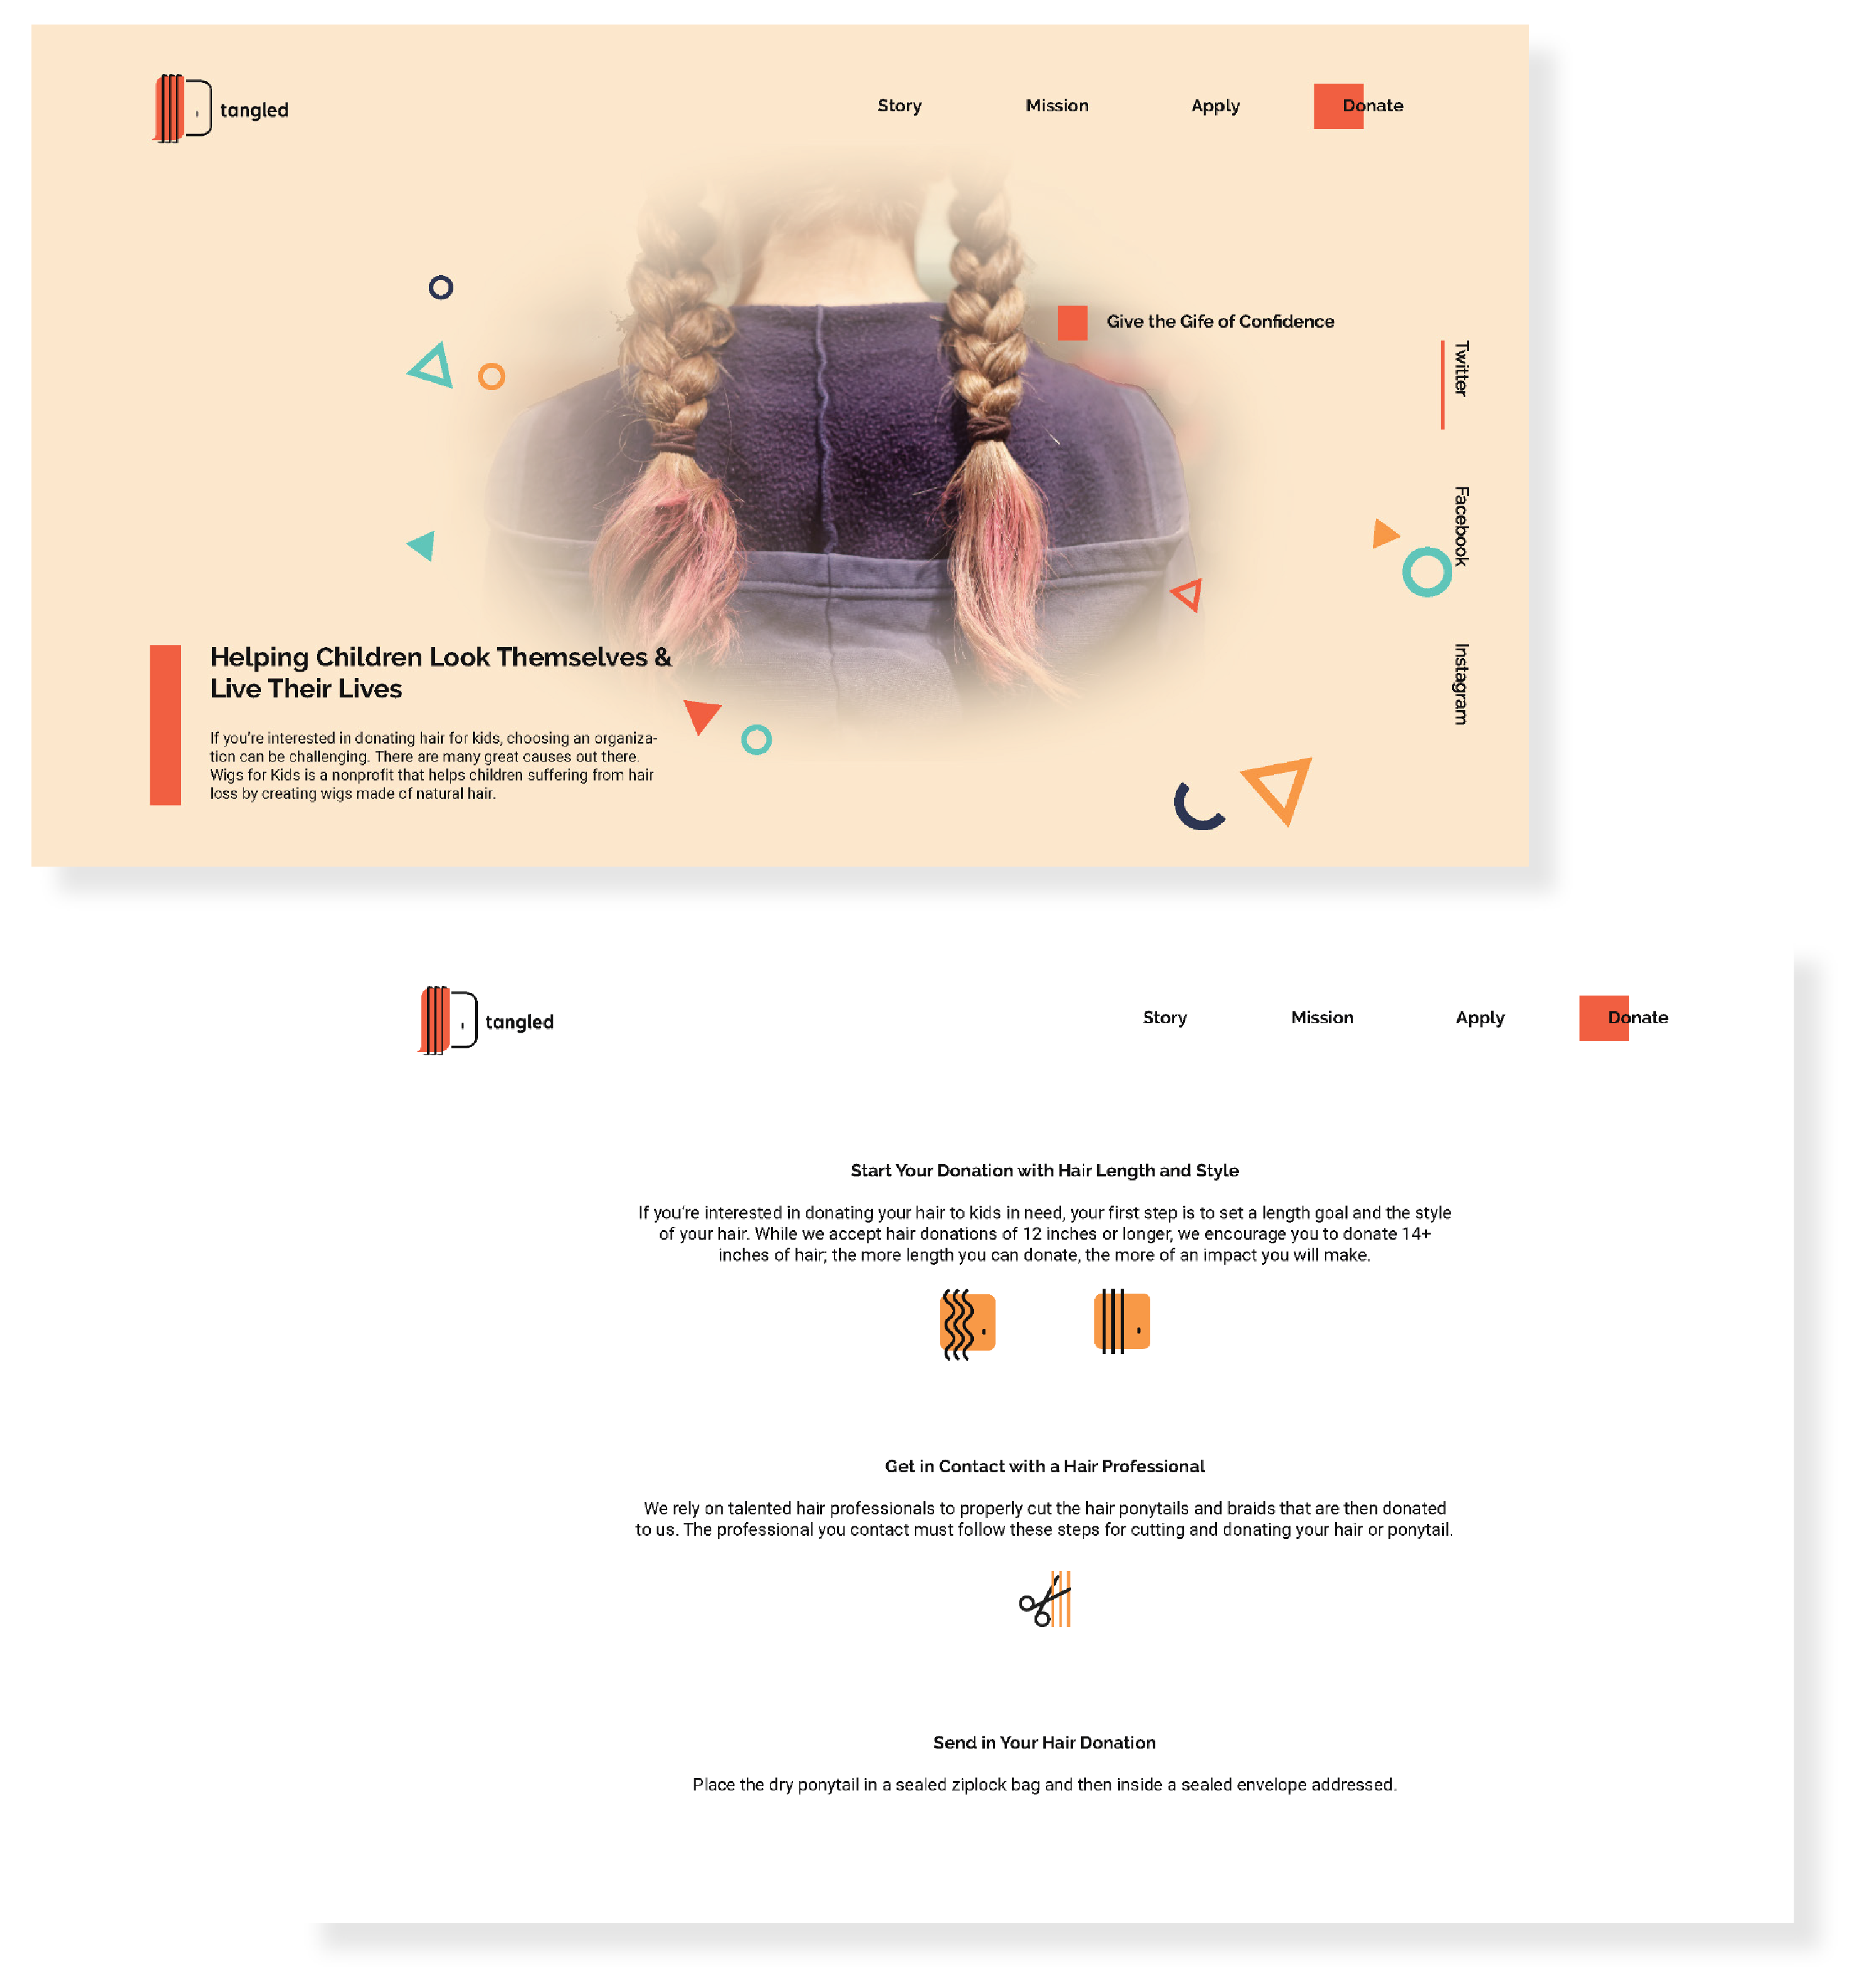 tangled
Story
Mission
Apply
Donate
Give the Gife of Confidence
Twitter
Facebook
Instagram
Helping Children Look Themselves &
Live Their Lives
If you're interested in donating hair for kids, choosing an organiza-
tion can be challenging. There are many great causes out there.
Wigs for Kids is a nonprofit that helps children suffering from hair
loss by creating wigs made of natural hair.
tangled
Story
Mission
Apply
Donate
Start Your Donation with Hair Length and Style
If you're interested in donating your hair to kids in need, your first step is to set a length goal and the style
of your hair. While we accept hair donations of 12 inches or longer, we encourage you to donate 14+
inches of hair; the more length you can donate, the more of an impact you will make.
Get in Contact with a Hair Professional
We rely on talented hair professionals to properly cut the hair ponytails and braids that are then donated
to us. The professional you contact must follow these steps for cutting and donating your hair or ponytail.
Send in Your Hair Donation
Place the dry ponytail in a sealed ziplock bag and then inside a sealed envelope addressed.